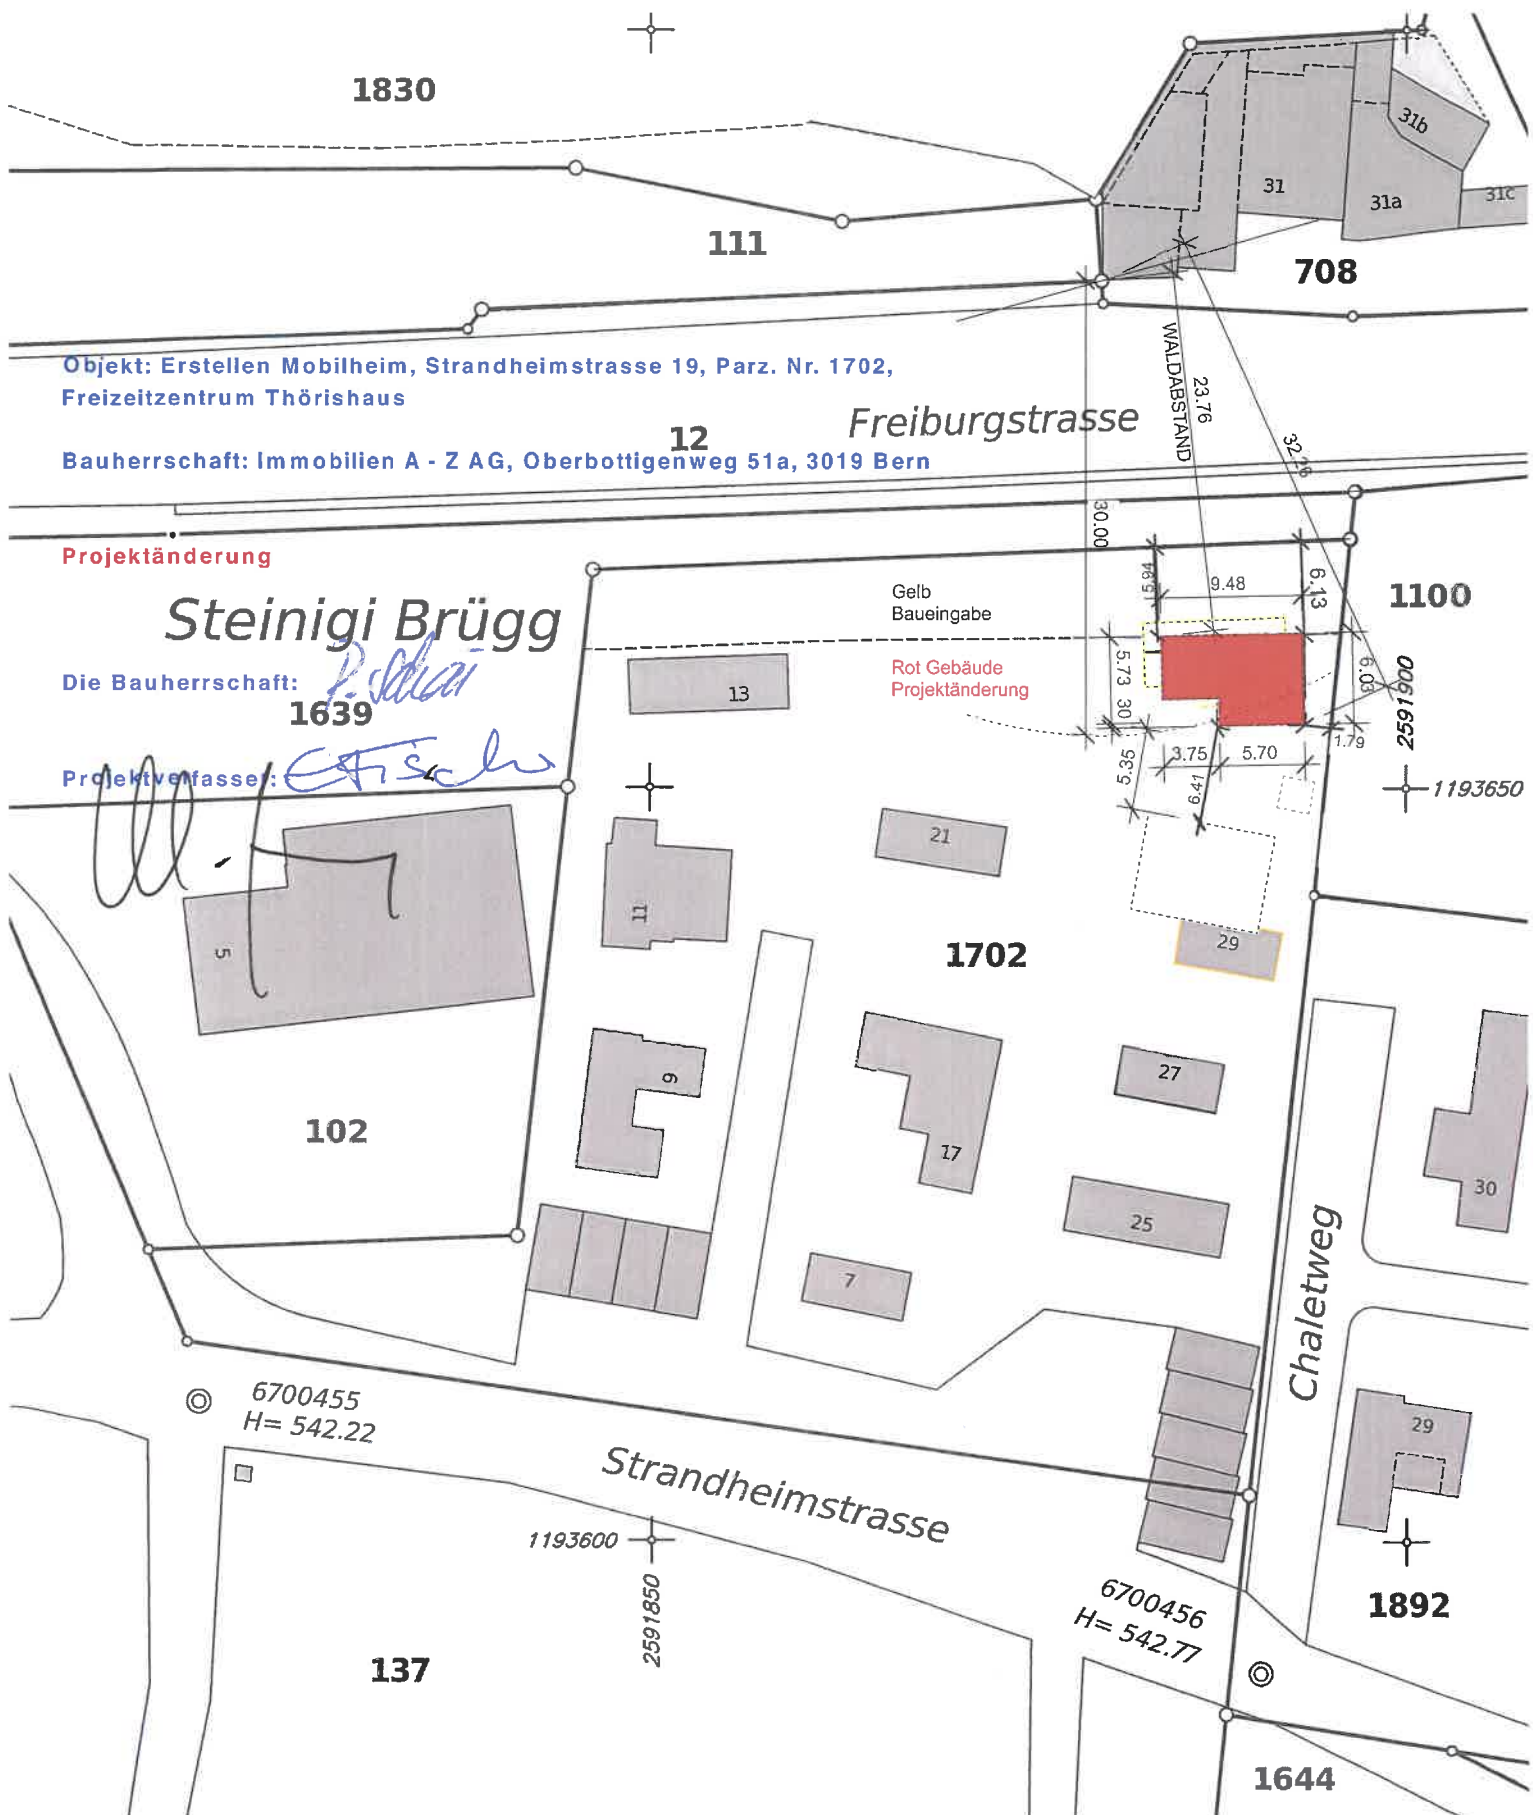 1830
31b
31
31a
31c
111
708
Objekt: Erstellen Mobilheim, Strandheimstrasse 19, Parz. Nr. 1702,
Freizeitzentrum Thörishaus
WALDABSTAND
23.76
Freiburgstrasse
12
32.26
Bauherrschaft: Immobilien A - Z AG, Oberbottigenweg 51a, 3019 Bern
30.00
Projektänderung
5.94
9.48
6.13
Gelb
Baueingabe
1100
Steinigi Brügg
Rot Gebäude
Projektänderung
5.73
30
6.03
2591900
Die Bauherrschaft:
1639
13
1.79
3.75
5.70
5.35
6.41
Projektverfasser:
1193650
21
11
5
1702
29
9
27
17
102
30
25
7
Chaletweg
6700455
H= 542.22
29
Strandheimstrasse
1193600
2591850
6700456
H= 542.77
1892
137
1644